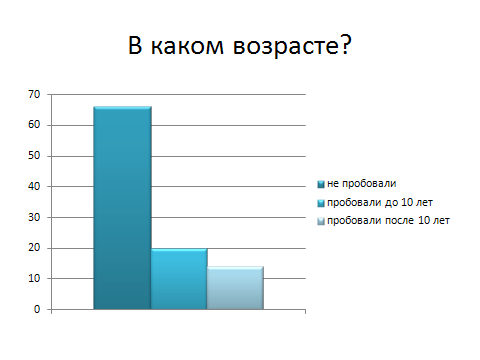 В каком возрасте?
70
60
50
40
30
20
10
0
не пробовали
пробовали до 10 лет
пробовали после 10 лет